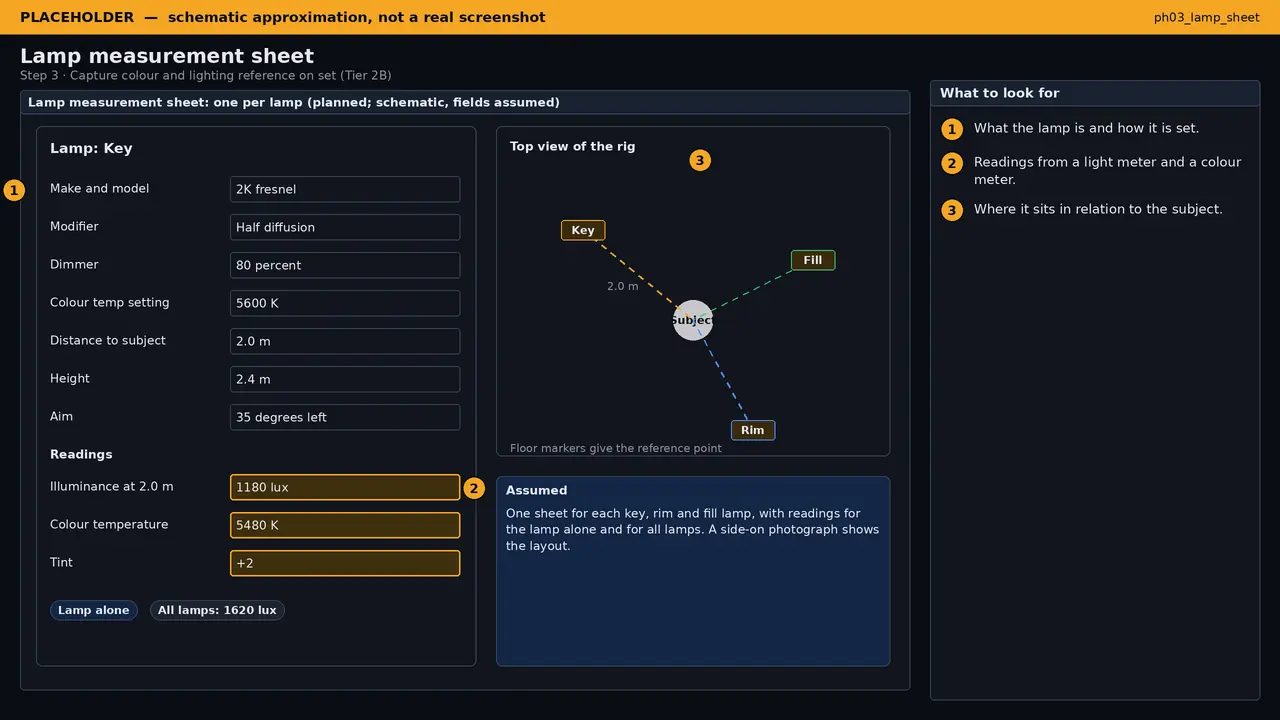 PLACEHOLDER — schematic approximation, not a real screenshot
ph03_lamp_sheet
Lamp measurement sheet
Step 3 · Capture colour and lighting reference on set (Tier 2B)
Lamp measurement sheet: one per lamp (planned; schematic, fields assumed)
Lamp: Key
1
Make and model 2K fresnel
Modifier Half diffusion
Dimmer 80 percent
Colour temp setting 5600 K
Distance to subject 2.0 m
Height 2.4 m
Aim 35 degrees left
Readings
Illuminance at 2.0 m 1180 lux 2
Colour temperature 5480 K
Tint +2
Lamp alone All lamps: 1620 lux
Top view of the rig
3
Key
Fill
2.0 m
Subject
Rim
Floor markers give the reference point
Assumed
One sheet for each key, rim and fill lamp, with readings for
the lamp alone and for all lamps. A side-on photograph shows
the layout.
What to look for
1 What the lamp is and how it is set.
2 Readings from a light meter and a colour
meter.
3 Where it sits in relation to the subject.